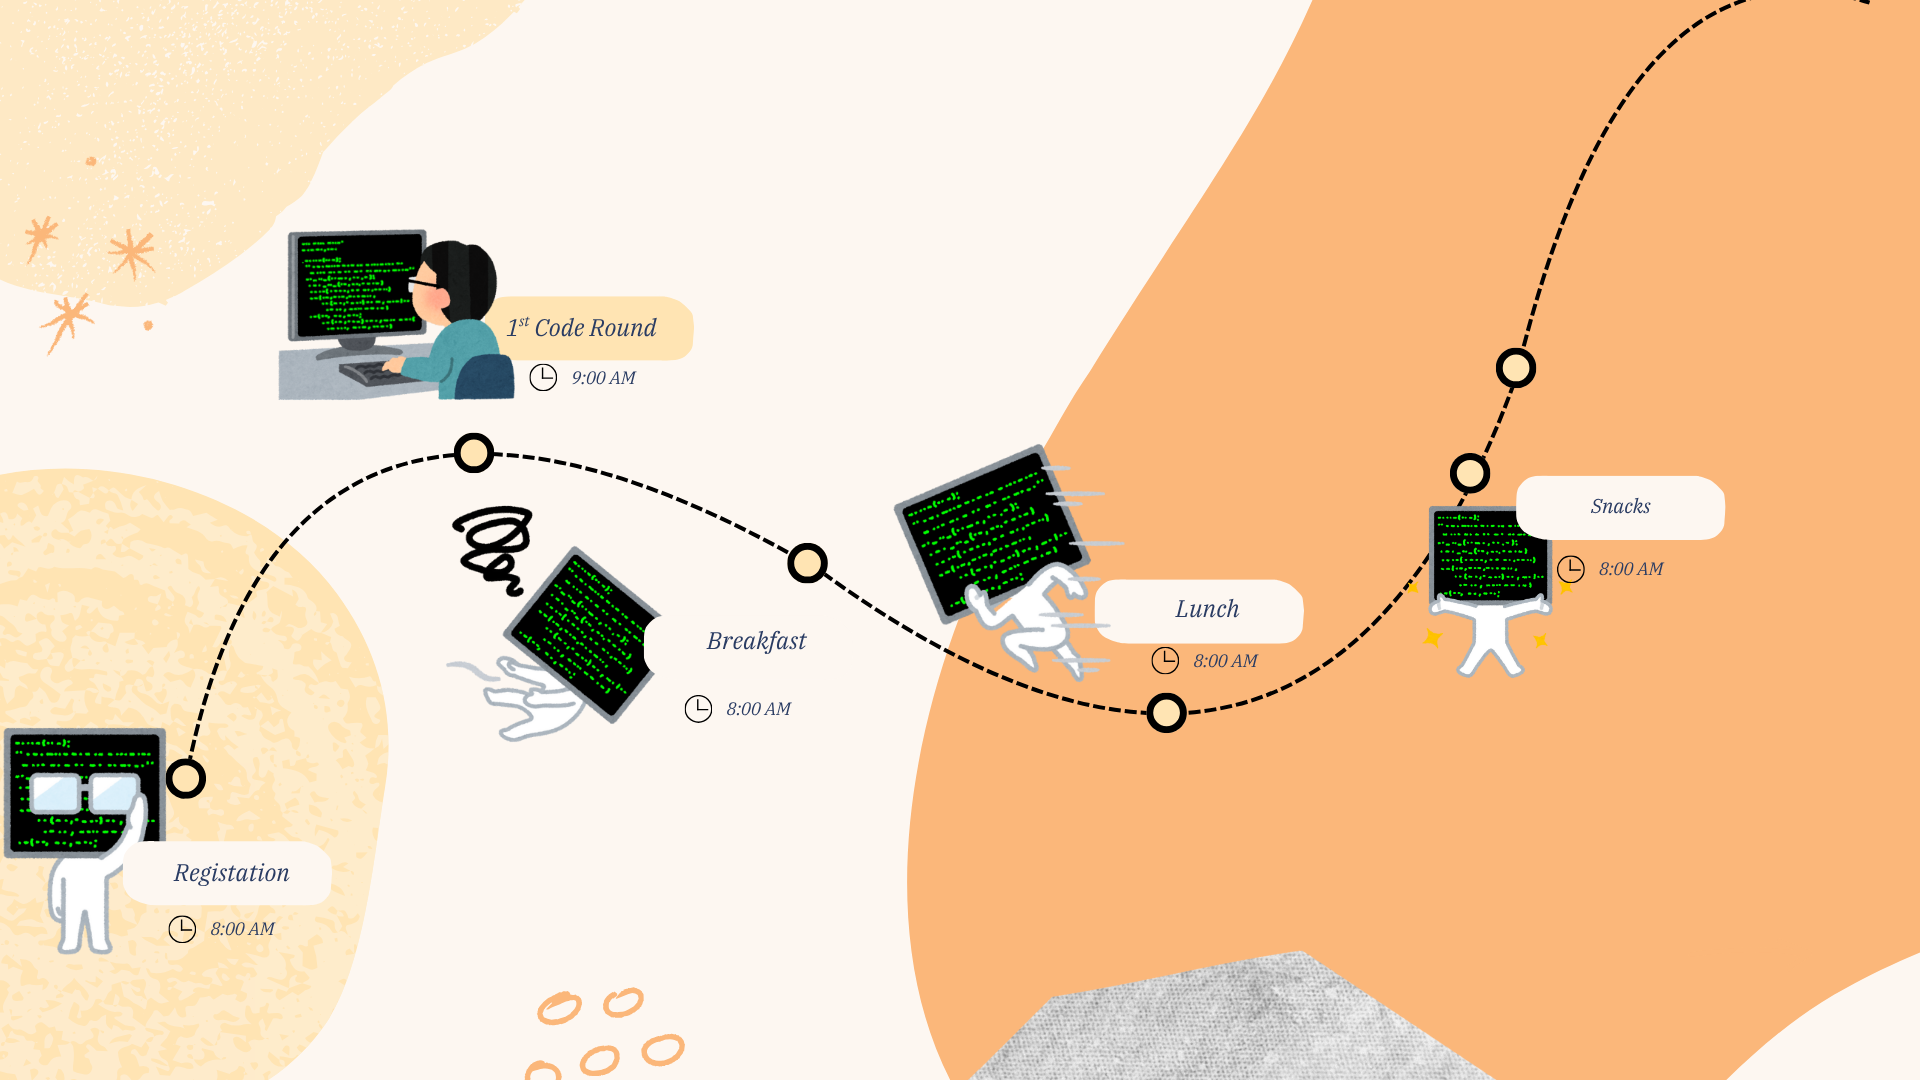 1st Code Round
9:00 AM
Breakfast
8:00 AM
Registation
8:00 AM
Lunch
8:00 AM
Snacks
8:00 AM